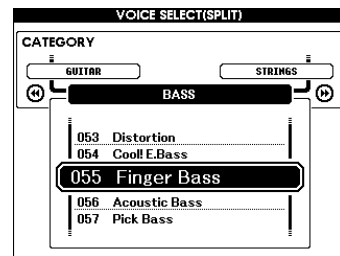 VOICE SELECT(SPLIT)
CATEGORY
GUITAR STRINGS
BASS
053 Distortion
054 Cool! E.Bass
055 Finger Bass
056 Acoustic Bass
057 Pick Bass